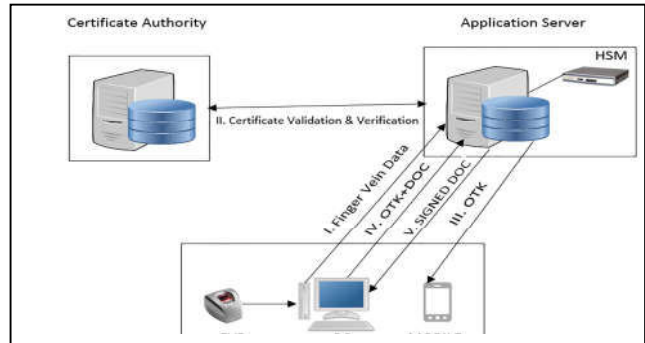 Certificate Authority
Application Server
HSM
II. Certificate Validation & Verification
I. Finger Vein Data
IV. OTK+DOC
V. SIGNED DOC
III. OTK